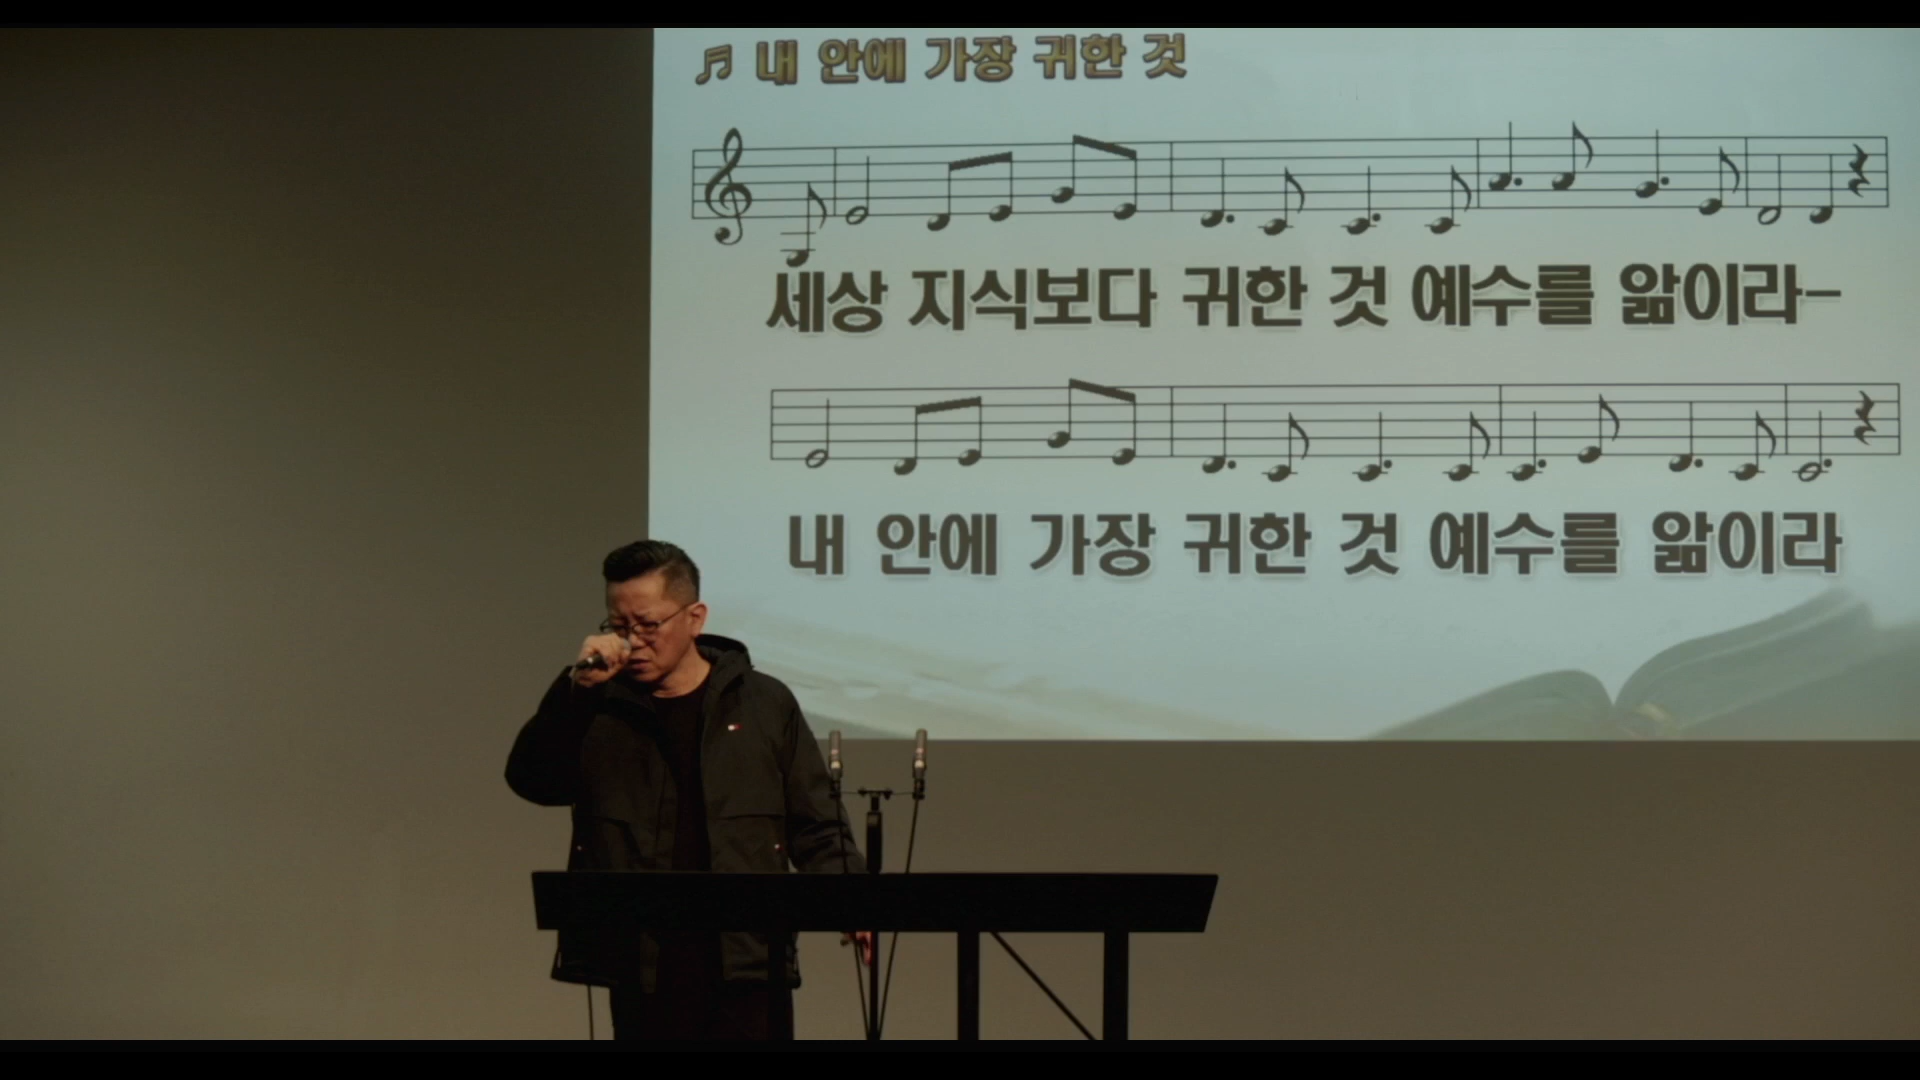 ♬ 내 안에 가장 귀한 것
세상 지식보다 귀한 것 예수를 앎이라-
내 안에 가장 귀한 것 예수를 앎이라